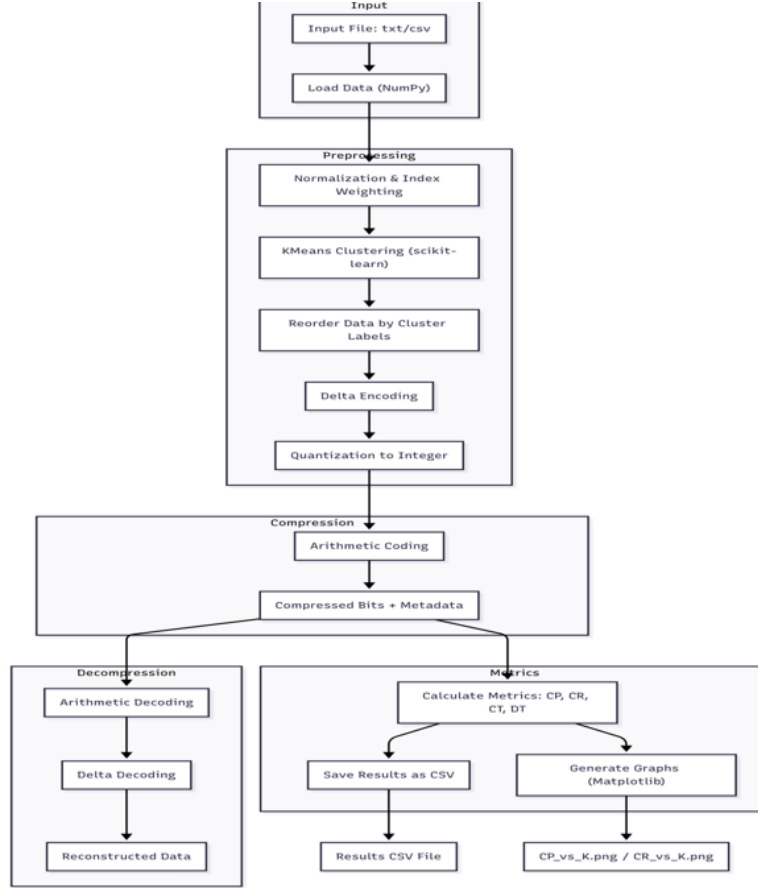 Input
Input File: txt/csv
Load Data (NumPy)
Preprocessing
Normalization & Index
Weighting
KMeans Clustering (scikit-
learn)
Reorder Data by Cluster
Labels
Delta Encoding
Quantization to Integer
Compression
Arithmetic Coding
Compressed Bits + Metadata
Decompression
Arithmetic Decoding
Delta Decoding
Reconstructed Data
Metrics
Calculate Metrics: CP, CR,
CT, DT
Save Results as CSV
Generate Graphs
(Matplotlib)
Results CSV File
CP_vs_K.png / CR_vs_K.png